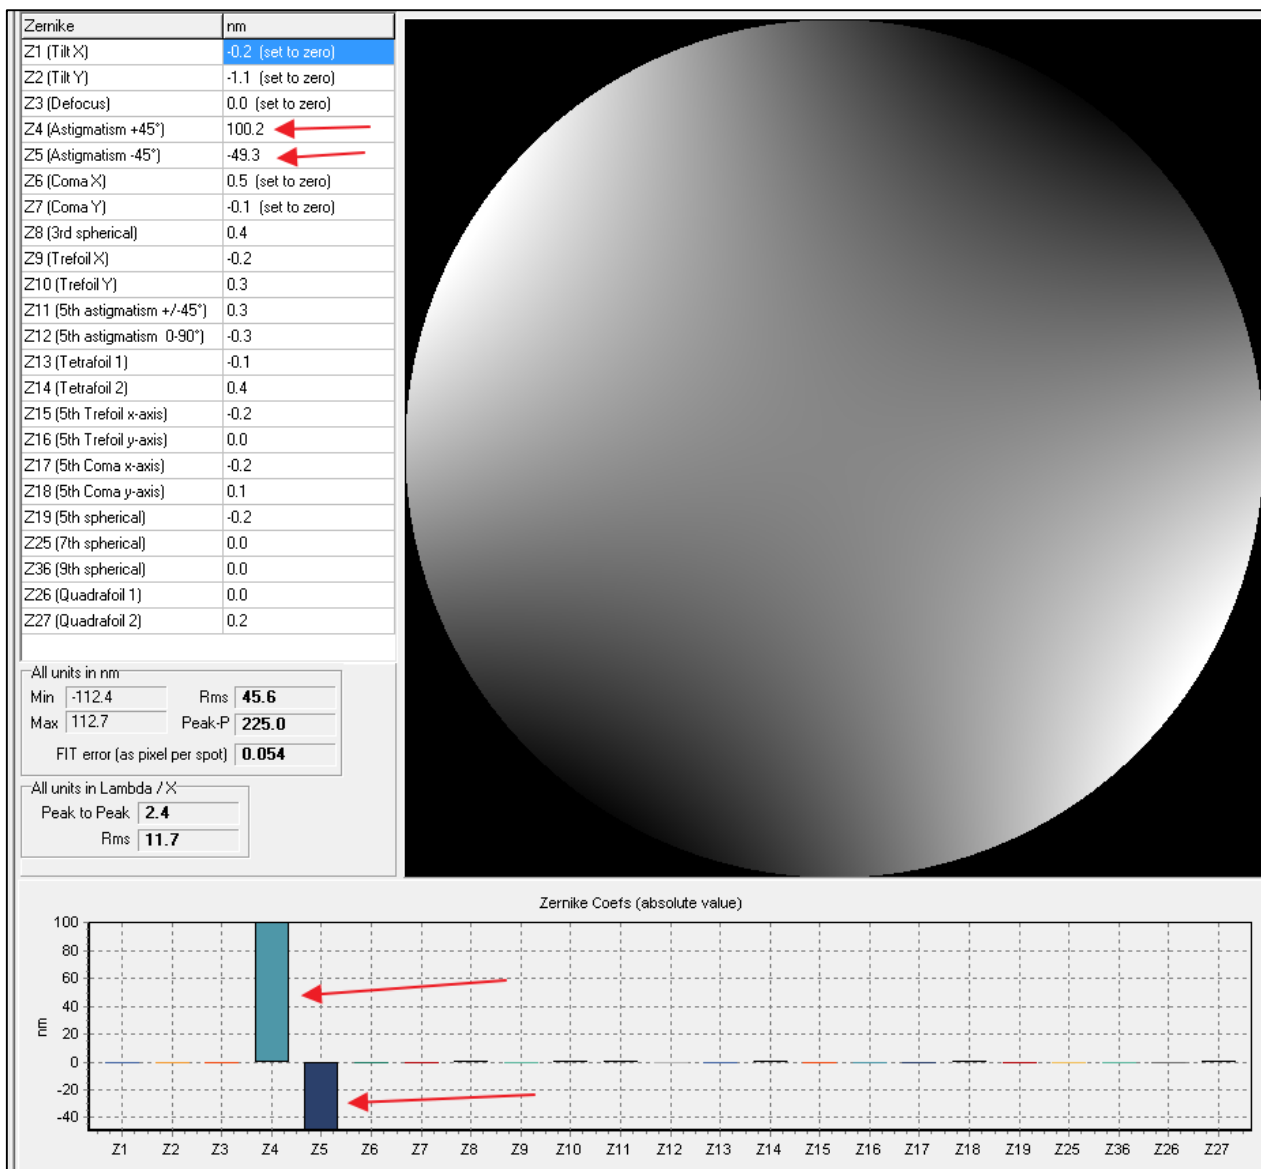 Zernike nm
Z1 (Tilt X) -0.2 (set to zero)
Z2 (Tilt Y) -1.1 (set to zero)
Z3 (Defocus) 0.0 (set to zero)
Z4 (Astigmatism +45°) 100.2
Z5 (Astigmatism -45°) -49.3
Z6 (Coma X) 0.5 (set to zero)
Z7 (Coma Y) -0.1 (set to zero)
Z8 (3rd spherical) 0.4
Z9 (Trefoil X) -0.2
Z10 (Trefoil Y) 0.3
Z11 (5th astigmatism +/-45°) 0.3
Z12 (5th astigmatism 0-90°) -0.3
Z13 (Tetrafoil 1) -0.1
Z14 (Tetrafoil 2) 0.4
Z15 (5th Trefoil x-axis) -0.2
Z16 (5th Trefoil y-axis) 0.0
Z17 (5th Coma x-axis) -0.2
Z18 (5th Coma y-axis) 0.1
Z19 (5th spherical) -0.2
Z25 (7th spherical) 0.0
Z36 (9th spherical) 0.0
Z26 (Quadrafoil 1) 0.0
Z27 (Quadrafoil 2) 0.2
All units in nm
Min -112.4 Rms 45.6
Max 112.7 Peak-P 225.0
FIT error (as pixel per spot) 0.054
All units in Lambda / X
Peak to Peak 2.4
Rms 11.7
Zernike Coefs (absolute value)
100
80
60
40
20
0
-20
-40
nm
Z1 Z2 Z3 Z4 Z5 Z6 Z7 Z8 Z9 Z10 Z11 Z12 Z13 Z14 Z15 Z16 Z17 Z18 Z19 Z25 Z36 Z26 Z27